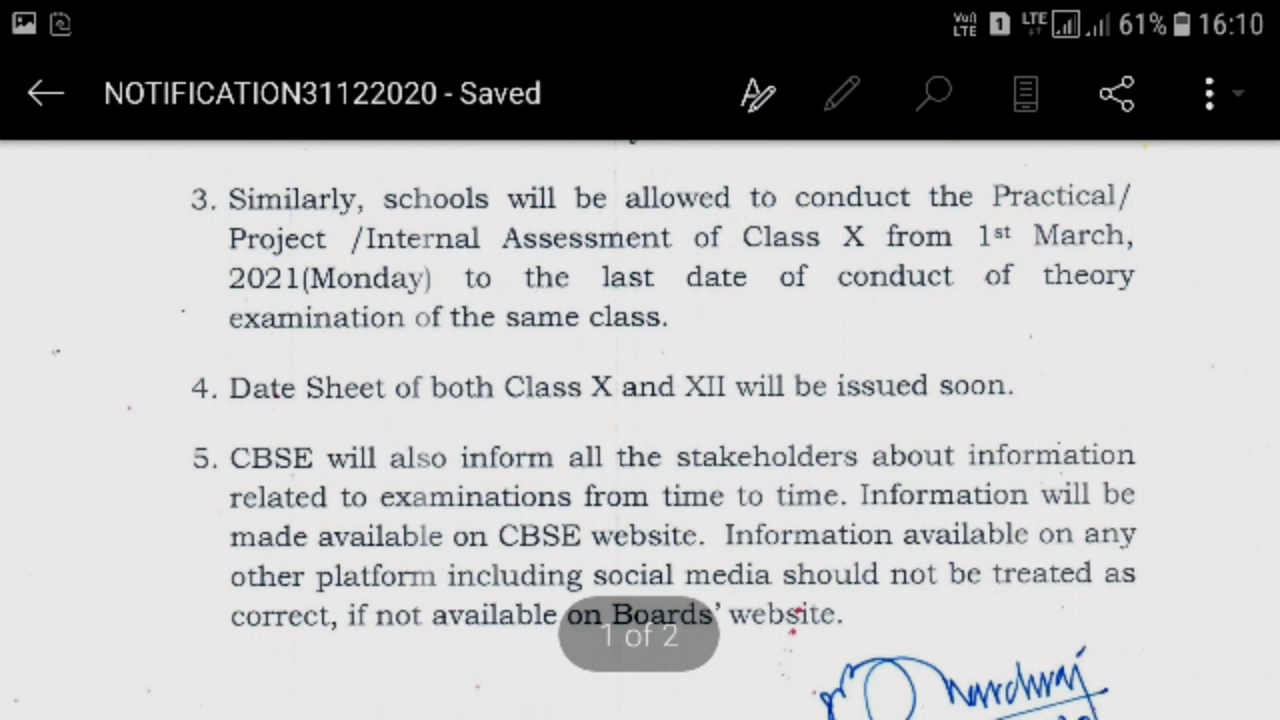 Vo)) LTE 1 LTE 61% 16:10
NOTIFICATION31122020 - Saved
3. Similarly, schools will be allowed to conduct the Practical/
Project /Internal Assessment of Class X from 1st March,
2021(Monday) to the last date of conduct of theory
examination of the same class.
4. Date Sheet of both Class X and XII will be issued soon.
5. CBSE will also inform all the stakeholders about information
related to examinations from time to time. Information will be
made available on CBSE website. Information available on any
other platform including social media should not be treated as
correct, if not available on Boards' website.
1 of 2